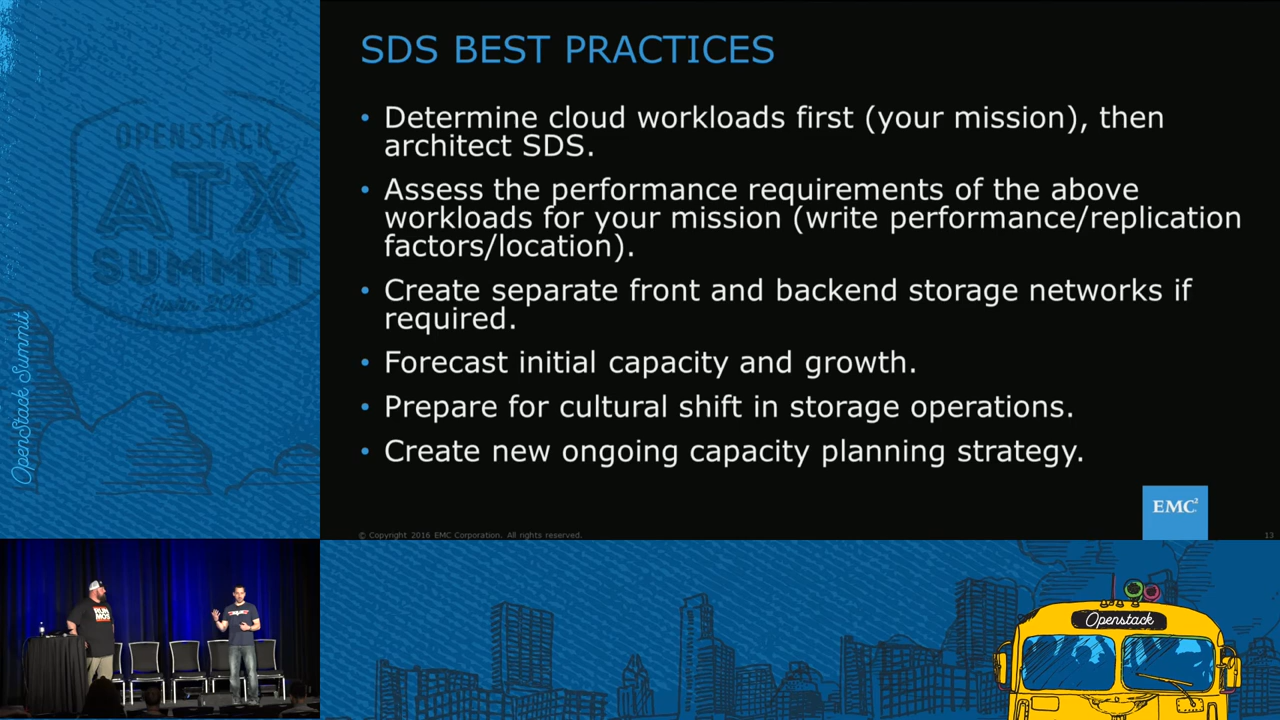 SDS BEST PRACTICES
• Determine cloud workloads first (your mission), then
architect SDS.
• Assess the performance requirements of the above
workloads for your mission (write performance/replication
factors/location).
• Create separate front and backend storage networks if
required.
• Forecast initial capacity and growth.
• Prepare for cultural shift in storage operations.
• Create new ongoing capacity planning strategy.
EMC²
© Copyright 2016 EMC Corporation. All rights reserved.
13
OPENSTACK
ATX
SUMMIT
Austin 2016
OpenStack Summit
Openstack